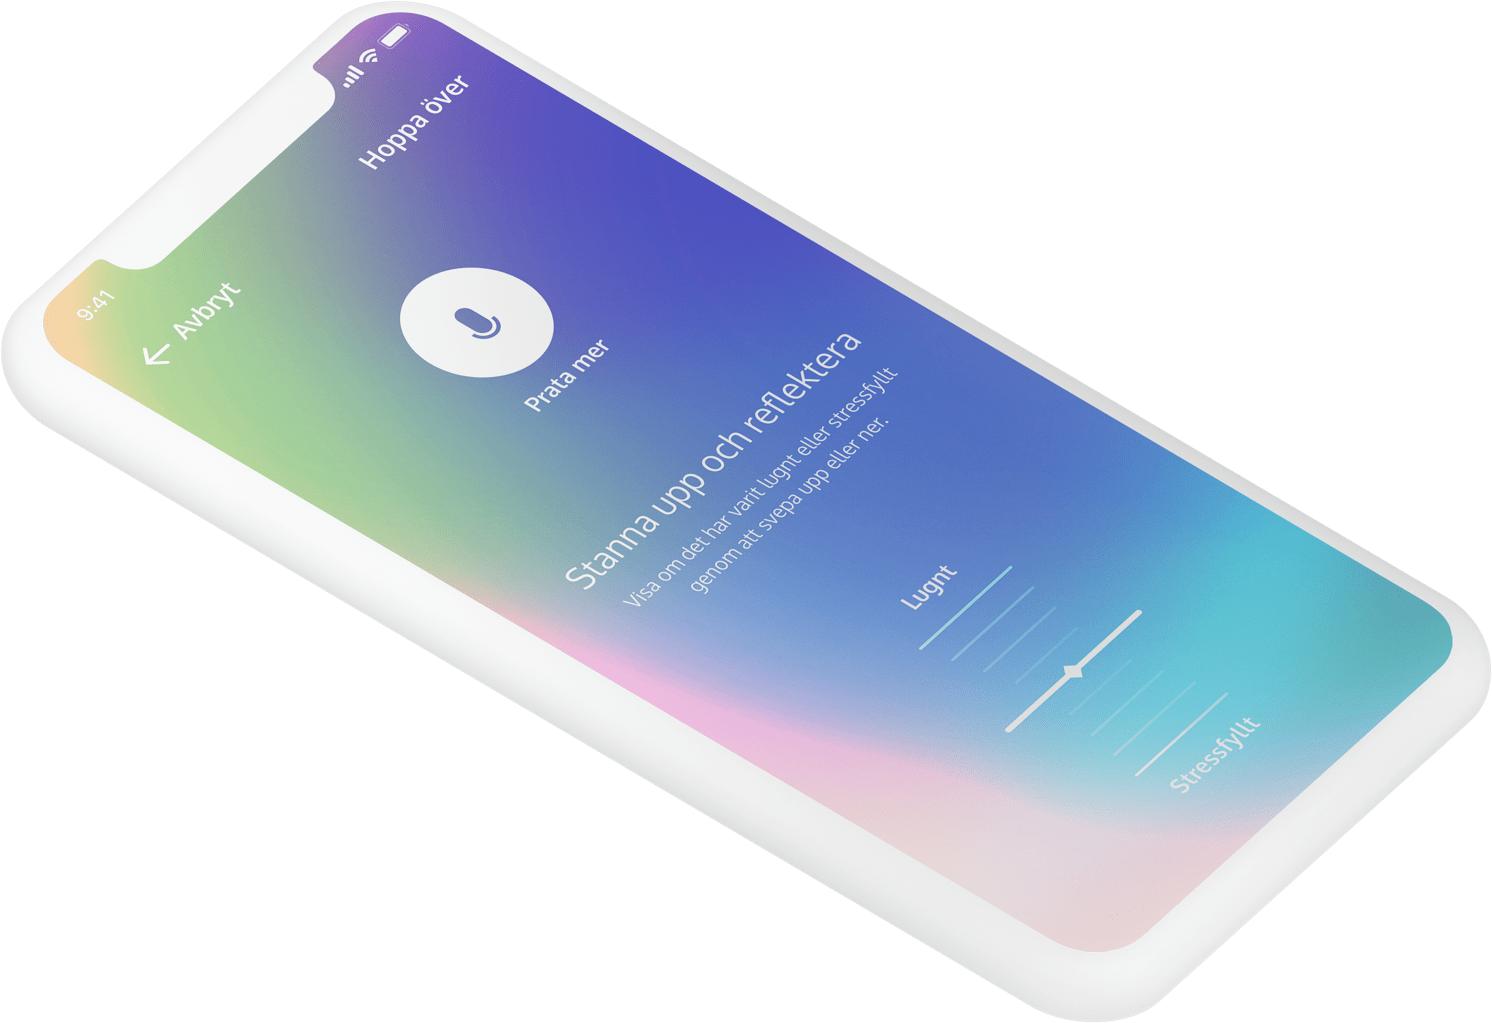 9:41
Avbryt
Hoppa över
Prata mer
Stanna upp och reflektera
Visa om det har varit lugnt eller stressfyllt
genom att svepa upp eller ner.
Lugnt
Stressfyllt